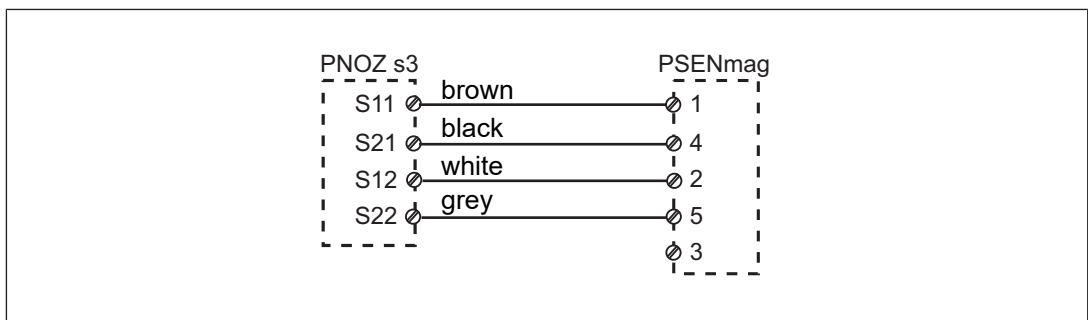 PNOZ s3 PSENmag
S11 brown 1
S21 black 4
S12 white 2
S22 grey 5
3